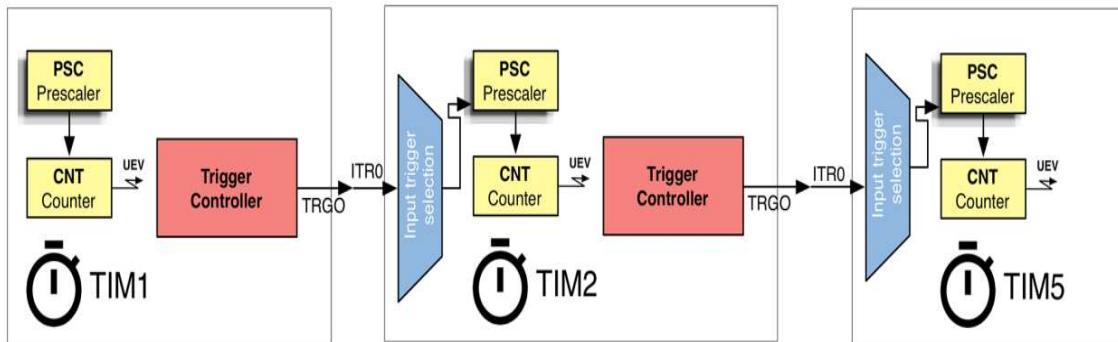 PSC
Prescaler
CNT
Counter
UEV
Trigger
Controller
TRGO
ITR0
TIM1
Input trigger
selection
PSC
Prescaler
CNT
Counter
UEV
Trigger
Controller
TRGO
ITR0
TIM2
Input trigger
selection
PSC
Prescaler
CNT
Counter
UEV
TIM5